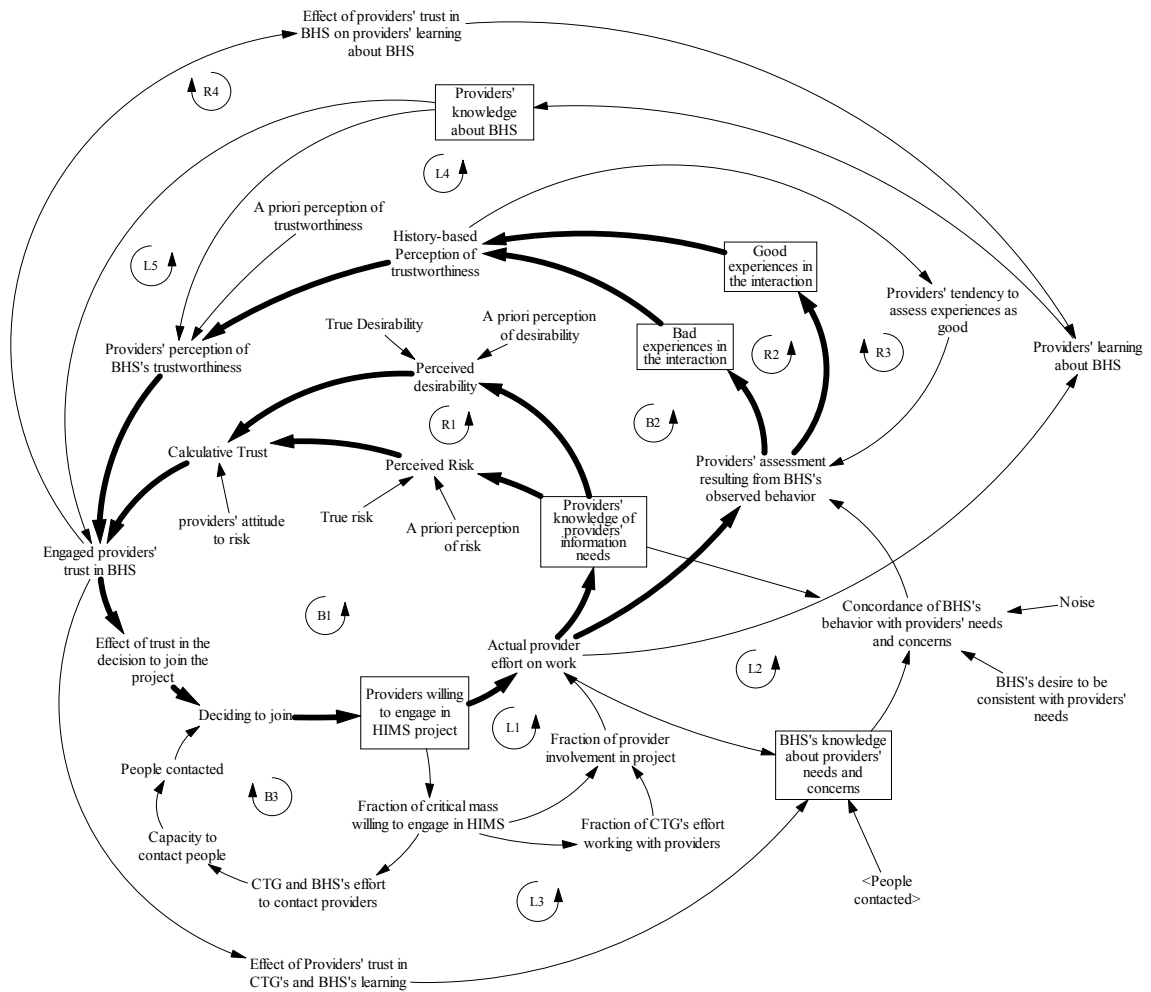 Effect of providers' trust in
BHS on providers' learning
about BHS
R4
Providers'
knowledge
about BHS
L4
A priori perception of
trustworthiness
History-based
Perception of
trustworthiness
Good
experiences in
the interaction
L5
Providers' tendency to
assess experiences as
good
True Desirability
A priori perception
of desirability
Bad
experiences in
the interaction
R2
R3
Providers' learning
about BHS
Providers' perception of
BHS's trustworthiness
Perceived
desirability
R1
B2
Calculative Trust
Perceived Risk
Providers' assessment
resulting from BHS's
observed behavior
providers' attitude
to risk
True risk
A priori perception
of risk
Providers'
knowledge of
providers'
information
needs
Engaged providers'
trust in BHS
B1
Concordance of BHS's
behavior with providers' needs
and concerns
Noise
Effect of trust in the
decision to join the
project
Actual provider
effort on work
L2
BHS's desire to be
consistent with providers'
needs
Deciding to join
Providers willing
to engage in
HIMS project
L1
Fraction of provider
involvement in project
BHS's knowledge
about providers'
needs and
concerns
People contacted
B3
Fraction of critical mass
willing to engage in HIMS
Fraction of CTG's effort
working with providers
Capacity to
contact people
CTG and BHS's effort
to contact providers
L3
<People
contacted>
Effect of Providers' trust in
CTG's and BHS's learning